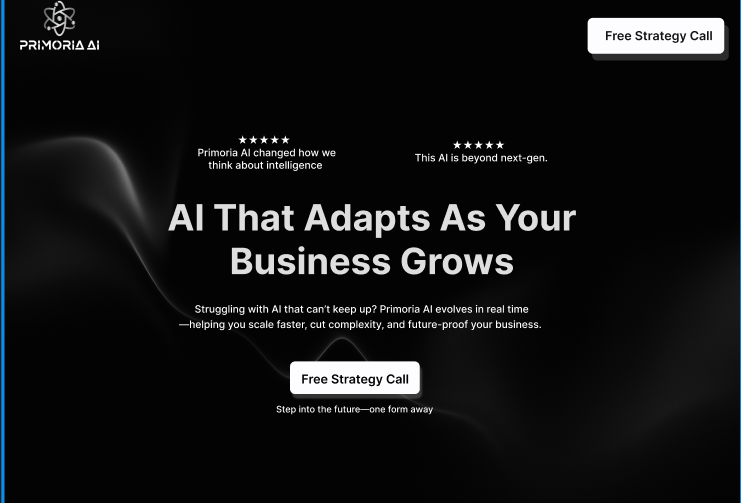 PRIMORIA AI
Free Strategy Call
★★★★★
Primoria AI changed how we
think about intelligence
★★★★★
This AI is beyond next-gen.
AI That Adapts As Your
Business Grows
Struggling with AI that can’t keep up? Primoria AI evolves in real time
—helping you scale faster, cut complexity, and future-proof your business.
Free Strategy Call
Step into the future—one form away